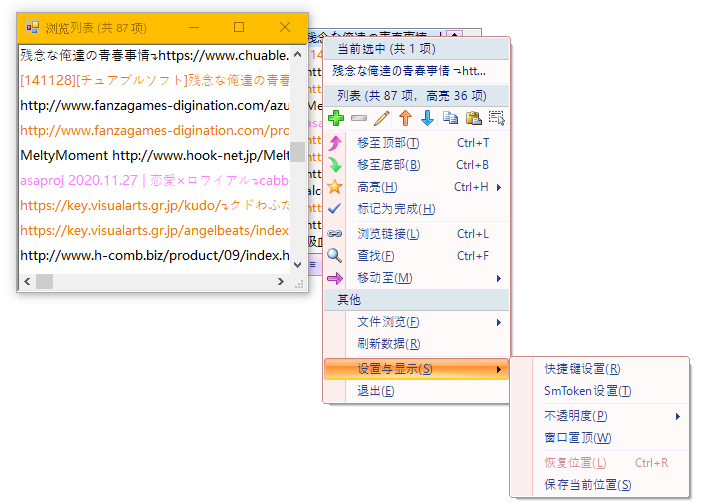 浏览列表 (共 87 项)
残念な俺達の青春事情↴https://www.chuable.
[141128][チュアブルソフト]残念な俺達の青春
http://www.fanzagames-digination.com/azu
http://www.fanzagames-digination.com/pro
MeltyMoment http://www.hook-net.jp/Melt
asaproj 2020.11.27 | 恋愛×ロワイアル↴cabb
https://key.visualarts.gr.jp/kudo/↴クドわふた
https://key.visualarts.gr.jp/angelbeats/index
http://www.h-comb.biz/product/09/index.h
残念な俺達の青春事情
当前选中 (共 1 项)
残念な俺達の青春事情 ↴htt...
列表 (共 87 项，高亮 36 项)
移至顶部(T) Ctrl+T
移至底部(B) Ctrl+B
高亮(H) Ctrl+H
标记为完成(H)
浏览链接(L) Ctrl+L
查找(F) Ctrl+F
移动至(M)
其他
文件浏览(F)
刷新数据(R)
设置与显示(S)
退出(E)
快捷键设置(R)
SmToken设置(T)
不透明度(P)
窗口置顶(W)
恢复位置(L) Ctrl+R
保存当前位置(S)